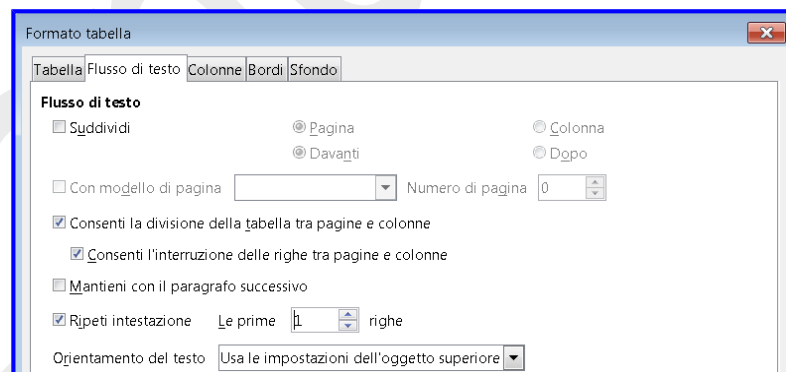 Formato tabella
Tabella Flusso di testo Colonne Bordi Sfondo
Flusso di testo
Suddividi Pagina Colonna
Davanti Dopo
Con modello di pagina Numero di pagina 0
Consenti la divisione della tabella tra pagine e colonne
Consenti l'interruzione delle righe tra pagine e colonne
Mantieni con il paragrafo successivo
Ripeti intestazione Le prime 1 righe
Orientamento del testo Usa le impostazioni dell'oggetto superiore